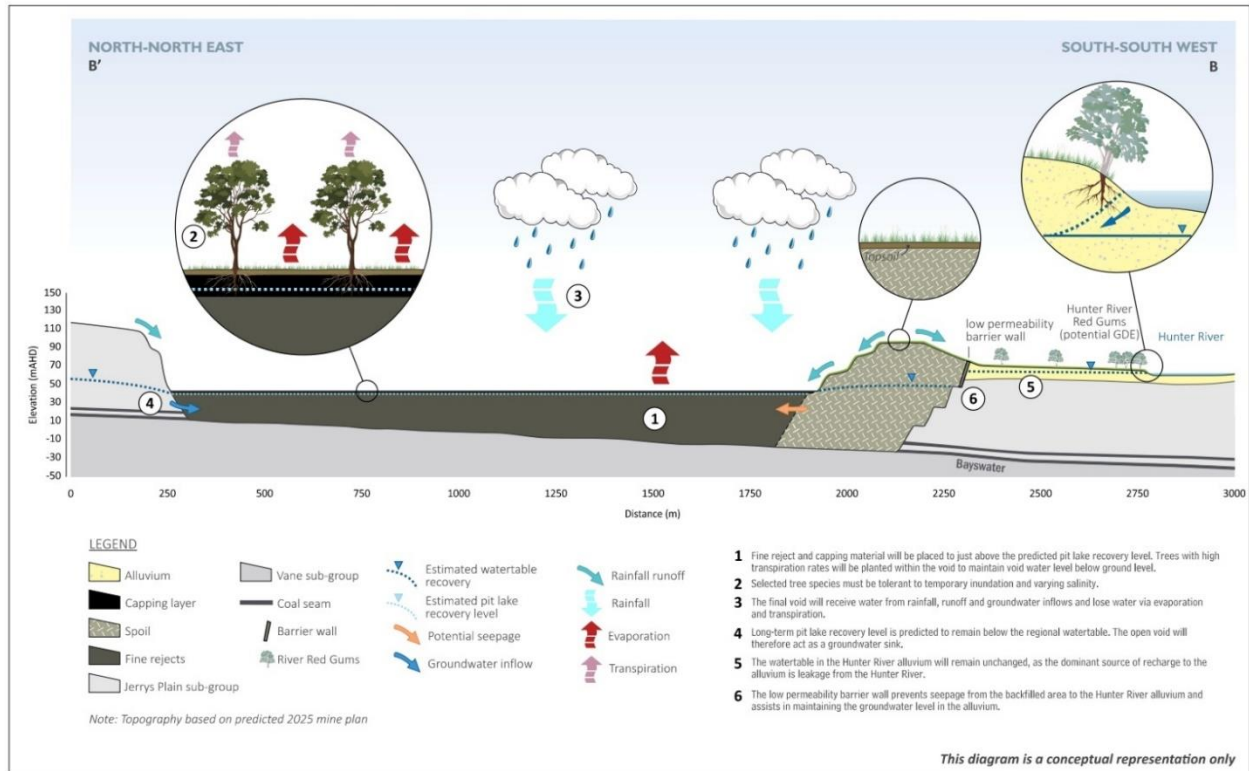 NORTH-NORTH EAST
B'
SOUTH-SOUTH WEST
B
2
3
Topsoil
150
130
110
90
70
50
30
10
-10
-30
-50
Elevation (mAHD)
low permeability
barrier wall
Hunter River
Red Gums
(potential GDE)
Hunter River
4
1
6
5
Bayswater
0
250
500
750
1000
1250
1500
1750
2000
2250
2500
2750
3000
Distance (m)
LEGEND
Alluvium
Capping layer
Spoil
Fine rejects
Jerrys Plain sub-group
Vane sub-group
Coal seam
Barrier wall
River Red Gums
Estimated watertable
recovery
Estimated pit lake
recovery level
Potential seepage
Groundwater inflow
Rainfall runoff
Rainfall
Evaporation
Transpiration
Note: Topography based on predicted 2025 mine plan
1 Fine reject and capping material will be placed to just above the predicted pit lake recovery level. Trees with high
transpiration rates will be planted within the void to maintain void water level below ground level.
2 Selected tree species must be tolerant to temporary inundation and varying salinity.
3 The final void will receive water from rainfall, runoff and groundwater inflows and lose water via evaporation
and transpiration.
4 Long-term pit lake recovery level is predicted to remain below the regional watertable. The open void will
therefore act as a groundwater sink.
5 The watertable in the Hunter River alluvium will remain unchanged, as the dominant source of recharge to the
alluvium is leakage from the Hunter River.
6 The low permeability barrier wall prevents seepage from the backfilled area to the Hunter River alluvium and
assists in maintaining the groundwater level in the alluvium.
This diagram is a conceptual representation only